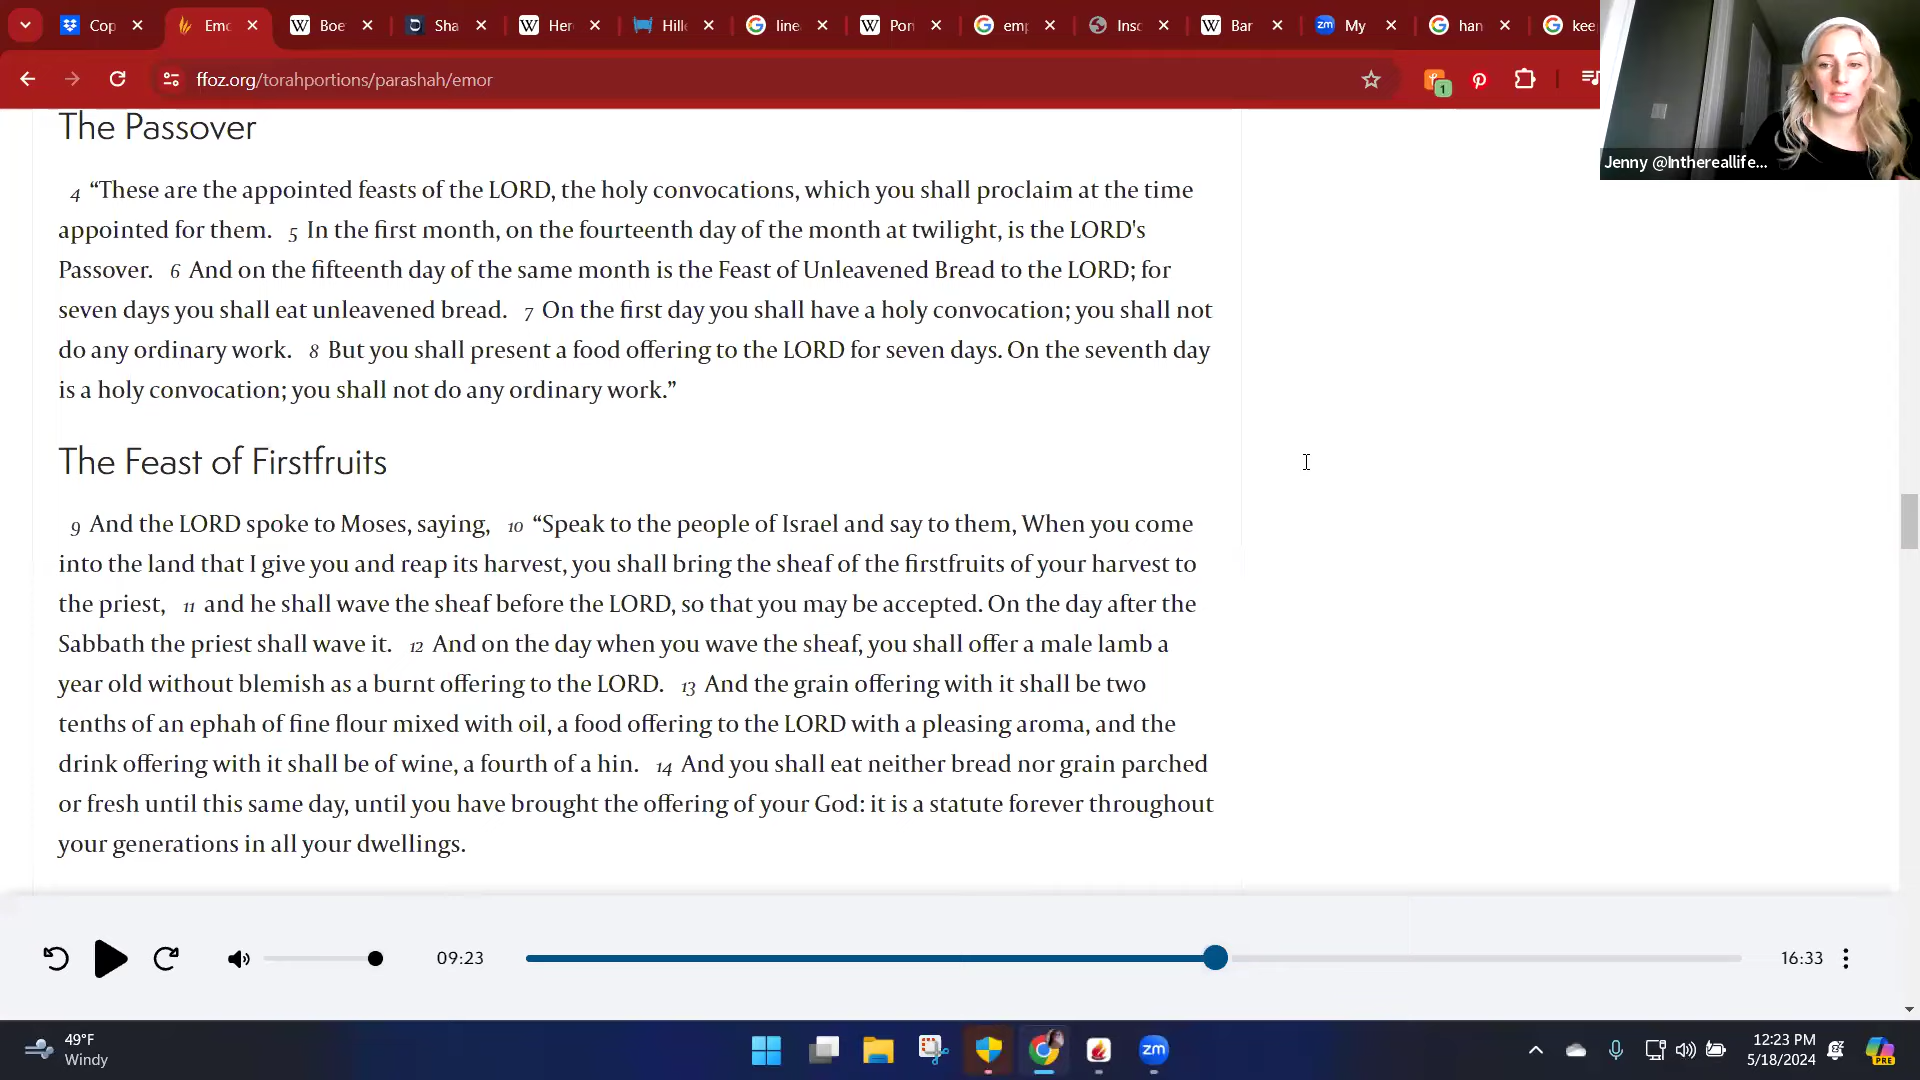 Cop
Emo
Boe
Sha
Her
Hille
line
Pon
emp
Insc
Bar
My
han
kee
ffoz.org/torahportions/parashah/emor
1
Jenny @Inthereallife...
The Passover
4 “These are the appointed feasts of the LORD, the holy convocations, which you shall proclaim at the time
appointed for them. 5 In the first month, on the fourteenth day of the month at twilight, is the LORD's
Passover. 6 And on the fifteenth day of the same month is the Feast of Unleavened Bread to the LORD; for
seven days you shall eat unleavened bread. 7 On the first day you shall have a holy convocation; you shall not
do any ordinary work. 8 But you shall present a food offering to the LORD for seven days. On the seventh day
is a holy convocation; you shall not do any ordinary work.”
The Feast of Firstfruits
9 And the LORD spoke to Moses, saying, 10 “Speak to the people of Israel and say to them, When you come
into the land that I give you and reap its harvest, you shall bring the sheaf of the firstfruits of your harvest to
the priest, 11 and he shall wave the sheaf before the LORD, so that you may be accepted. On the day after the
Sabbath the priest shall wave it. 12 And on the day when you wave the sheaf, you shall offer a male lamb a
year old without blemish as a burnt offering to the LORD. 13 And the grain offering with it shall be two
tenths of an ephah of fine flour mixed with oil, a food offering to the LORD with a pleasing aroma, and the
drink offering with it shall be of wine, a fourth of a hin. 14 And you shall eat neither bread nor grain parched
or fresh until this same day, until you have brought the offering of your God: it is a statute forever throughout
your generations in all your dwellings.
09:23
16:33
49°F
Windy
zm
12:23 PM
5/18/2024
PRE